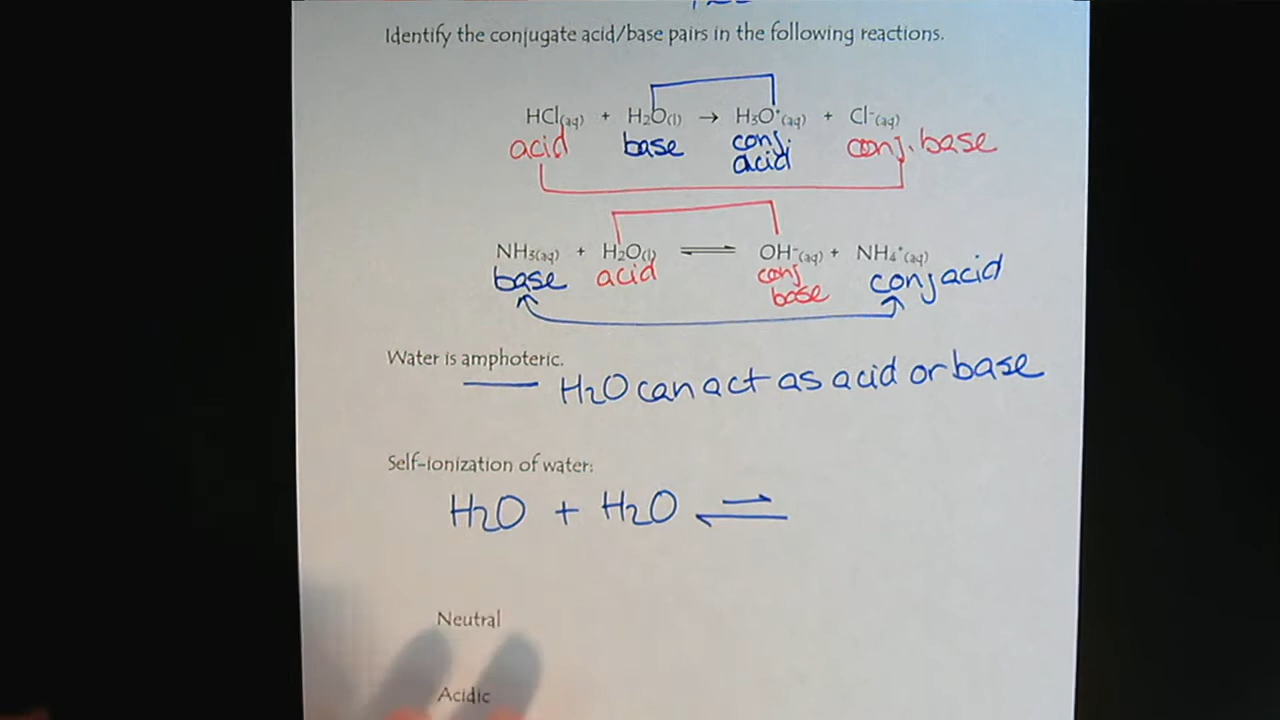 Identify the conjugate acid/base pairs in the following reactions.
HCl(aq) + H₂O(l) → H₃O⁺(aq) + Cl⁻(aq)
acid base conj. acid conj. base
NH₃(aq) + H₂O(l) ⇌ OH⁻(aq) + NH₄⁺(aq)
base acid conj base conj acid
Water is amphoteric.
H₂O can act as acid or base
Self-ionization of water:
H₂O + H₂O ⇌
Neutral
Acidic